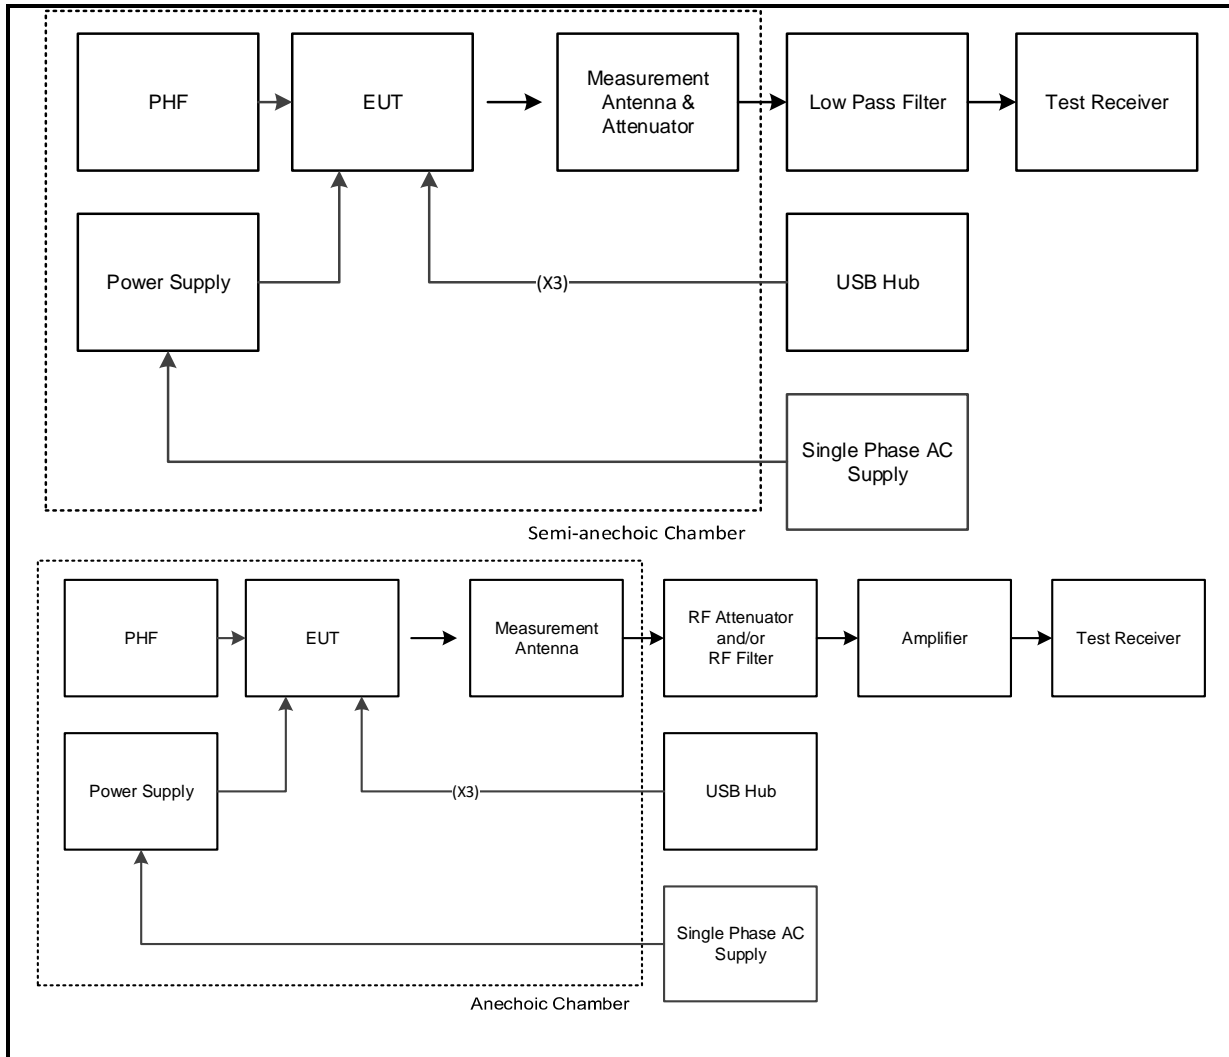 PHF
EUT
Measurement
Antenna &
Attenuator
Low Pass Filter
Test Receiver
Power Supply
(X3)
USB Hub
Single Phase AC
Supply
Semi-anechoic Chamber
PHF
EUT
Measurement
Antenna
RF Attenuator
and/or
RF Filter
Amplifier
Test Receiver
Power Supply
(X3)
USB Hub
Single Phase AC
Supply
Anechoic Chamber